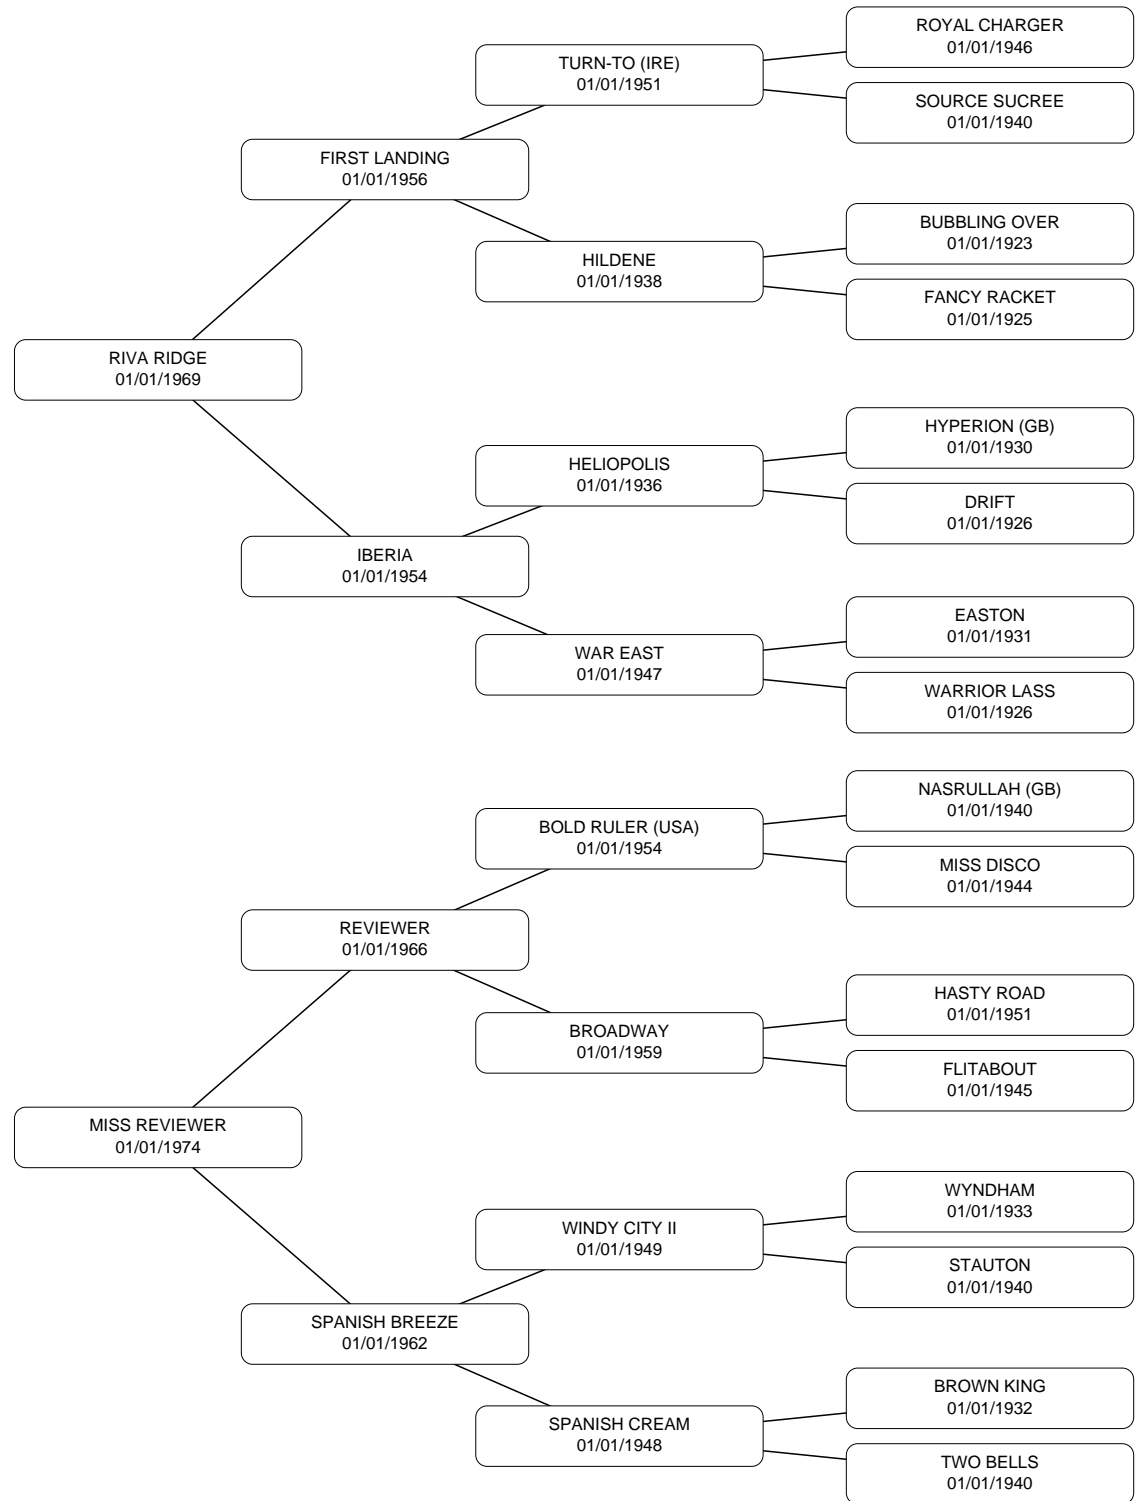 ROYAL CHARGER
01/01/1946
TURN-TO (IRE)
01/01/1951
SOURCE SUCREE
01/01/1940
FIRST LANDING
01/01/1956
BUBBLING OVER
01/01/1923
HILDENE
01/01/1938
FANCY RACKET
01/01/1925
RIVA RIDGE
01/01/1969
HYPERION (GB)
01/01/1930
HELIOPOLIS
01/01/1936
DRIFT
01/01/1926
IBERIA
01/01/1954
EASTON
01/01/1931
WAR EAST
01/01/1947
WARRIOR LASS
01/01/1926
NASRULLAH (GB)
01/01/1940
BOLD RULER (USA)
01/01/1954
MISS DISCO
01/01/1944
REVIEWER
01/01/1966
HASTY ROAD
01/01/1951
BROADWAY
01/01/1959
FLITABOUT
01/01/1945
MISS REVIEWER
01/01/1974
WYNDHAM
01/01/1933
WINDY CITY II
01/01/1949
STAUTON
01/01/1940
SPANISH BREEZE
01/01/1962
BROWN KING
01/01/1932
SPANISH CREAM
01/01/1948
TWO BELLS
01/01/1940